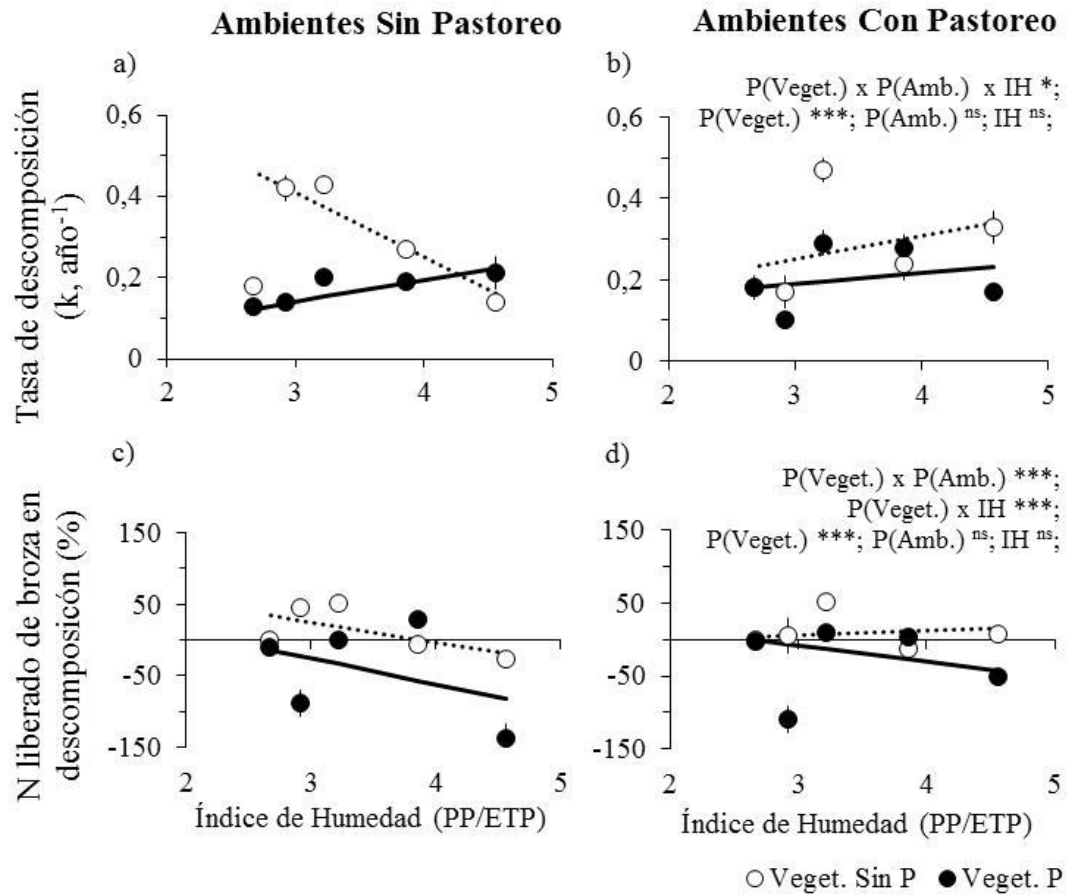 Ambientes Sin Pastoreo
Ambientes Con Pastoreo
a)
b)
P(Veget.) x P(Amb.) x IH *;
P(Veget.) ***; P(Amb.) ns; IH ns;
Tasa de descomposición
(k, año-1)
0,6
0,4
0,2
0
2
3
4
5
0,6
0,4
0,2
0
2
3
4
5
c)
d)
P(Veget.) x P(Amb.) ***;
P(Veget.) x IH ***;
P(Veget.) ***; P(Amb.) ns; IH ns;
N liberado de broza en
descomposicón (%)
150
50
-50
-150
2
3
4
5
150
50
-50
-150
2
3
4
5
Índice de Humedad (PP/ETP)
Índice de Humedad (PP/ETP)
Veget. Sin P
Veget. P